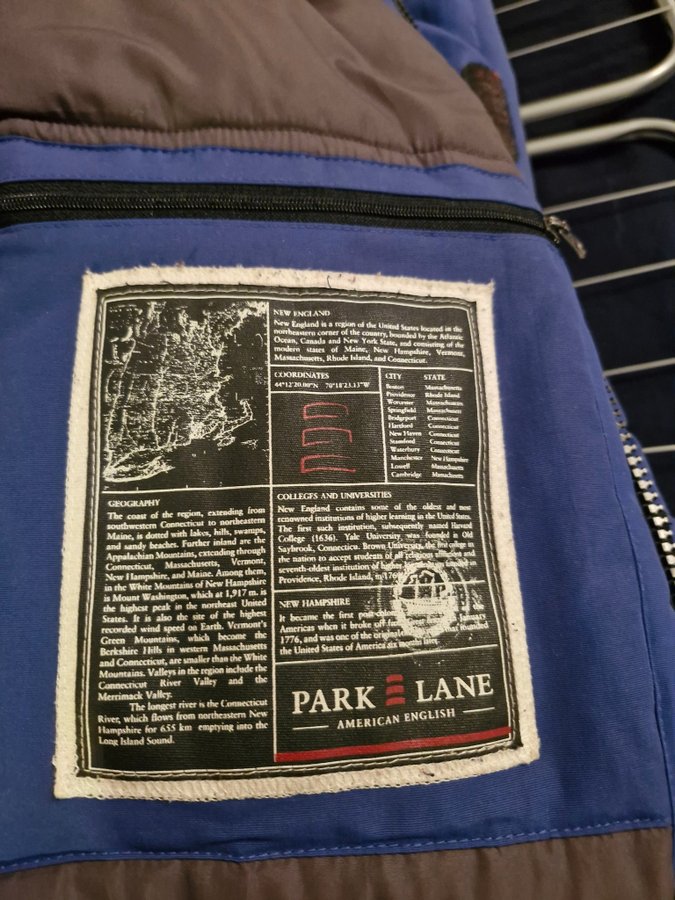 NEW ENGLAND
New England is a region of the United States located in the
northeastern corner of the country, bounded by the Atlantic
Ocean, Canada and New York State, and consisting of the
modern states of Maine, New Hampshire, Vermont,
Massachusetts, Rhode Island, and Connecticut.
COORDINATES
44°12'20.00"N 70°18'23.13"W
CITY STATE
Boston Massachusetts
Providence Rhode Island
Worcester Massachusetts
Springfield Massachusetts
Bridgeport Connecticut
Hartford Connecticut
New Haven Connecticut
Stamford Connecticut
Waterbury Connecticut
Manchester New Hampshire
Lowell Massachusetts
Cambridge Massachusetts
GEOGRAPHY
The coast of the region, extending from
southwestern Connecticut to northeastern
Maine, is dotted with lakes, hills, swamps,
and sandy beaches. Further inland are the
Appalachian Mountains, extending through
Connecticut, Massachusetts, Vermont,
New Hampshire, and Maine. Among them,
in the White Mountains of New Hampshire
is Mount Washington, which at 1,917 m. is
the highest peak in the northeast United
States. It is also the site of the highest
recorded wind speed on Earth. Vermont's
Green Mountains, which become the
Berkshire Hills in western Massachusetts
and Connecticut, are smaller than the White
Mountains. Valleys in the region include the
Connecticut River Valley and the
Merrimack Valley.
The longest river is the Connecticut
River, which flows from northeastern New
Hampshire for 655 km emptying into the
Long Island Sound.
COLLEGES AND UNIVERSITIES
New England contains some of the oldest and most
renowned institutions of higher learning in the United States.
The first such institution, subsequently named Harvard
College (1636). Yale University was founded in Old
Saybrook, Connecticu. Brown University, the first college in
the nation to accept students of all religious affiliation and
seventh-oldest institution of higher founded in
Providence, Rhode Island, in
NEW HAMPSHIRE
It became the first January
Americas when it broke off
1776, and was one of the original founded
the United States of America six
PARK LANE
AMERICAN ENGLISH